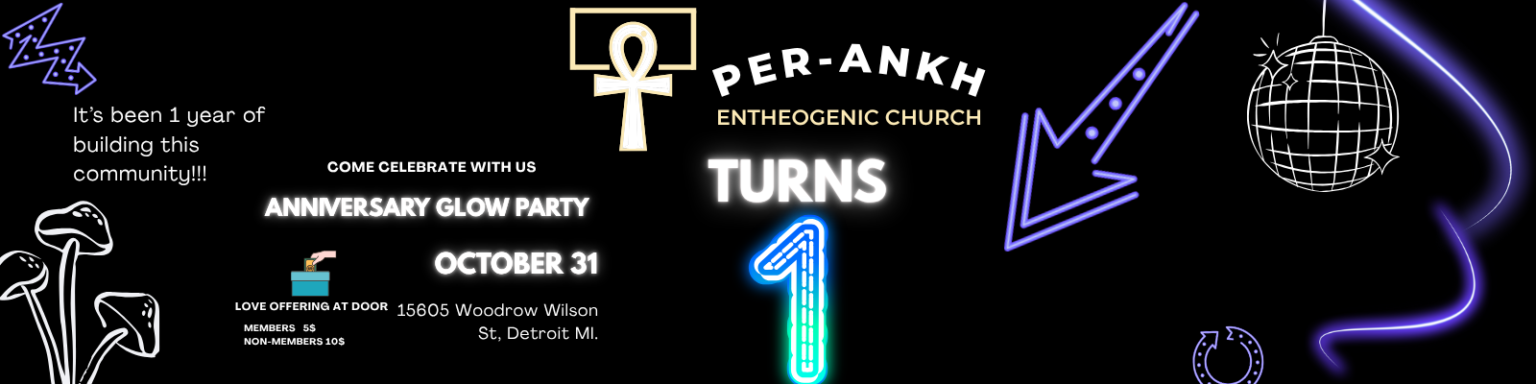 It's been 1 year of
building this
community!!!
COME CELEBRATE WITH US
ANNIVERSARY GLOW PARTY
OCTOBER 31
LOVE OFFERING AT DOOR
MEMBERS 5$
NON-MEMBERS 10$
15605 Woodrow Wilson
St, Detroit MI.
PER-ANKH
ENTHEOGENIC CHURCH
TURNS
1